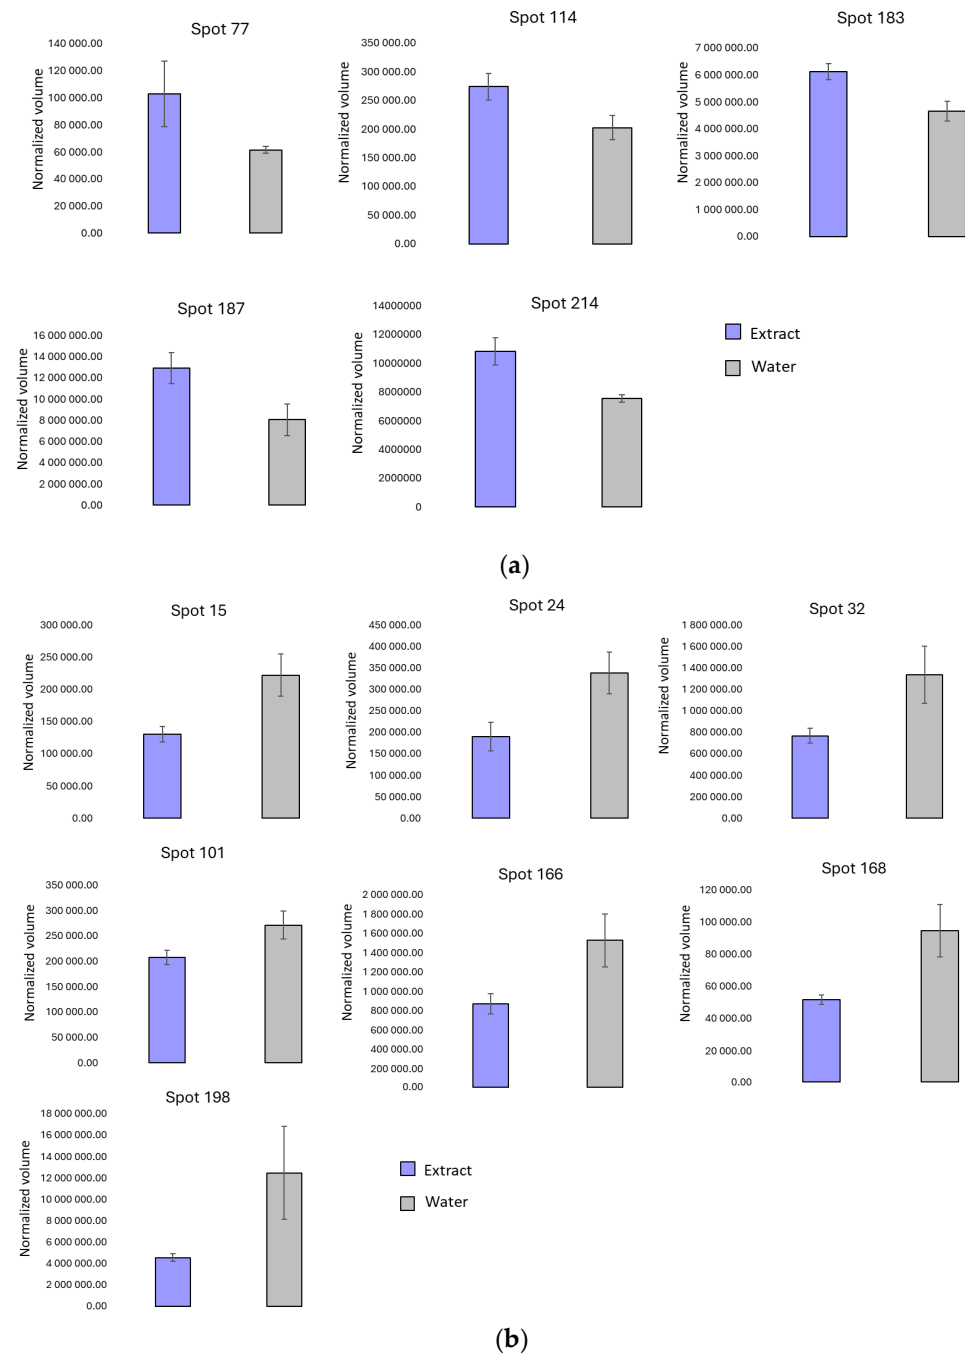 Spot 77
Normalized volume
140 000.00
120 000.00
100 000.00
80 000.00
60 000.00
40 000.00
20 000.00
0.00
Spot 114
Normalized volume
350 000.00
300 000.00
250 000.00
200 000.00
150 000.00
100 000.00
50 000.00
0.00
Spot 183
Normalized volume
7 000 000.00
6 000 000.00
5 000 000.00
4 000 000.00
3 000 000.00
2 000 000.00
1 000 000.00
0.00
Spot 187
Normalized volume
16 000 000.00
14 000 000.00
12 000 000.00
10 000 000.00
8 000 000.00
6 000 000.00
4 000 000.00
2 000 000.00
0.00
Spot 214
Normalized volume
14000000
12000000
10000000
8000000
6000000
4000000
2000000
0
Extract
Water
(a)
Spot 15
Normalized volume
300 000.00
250 000.00
200 000.00
150 000.00
100 000.00
50 000.00
0.00
Spot 24
Normalized volume
450 000.00
400 000.00
350 000.00
300 000.00
250 000.00
200 000.00
150 000.00
100 000.00
50 000.00
0.00
Spot 32
Normalized volume
1 800 000.00
1 600 000.00
1 400 000.00
1 200 000.00
1 000 000.00
800 000.00
600 000.00
400 000.00
200 000.00
0.00
Spot 101
Normalized volume
350 000.00
300 000.00
250 000.00
200 000.00
150 000.00
100 000.00
50 000.00
0.00
Spot 166
Normalized volume
2 000 000.00
1 800 000.00
1 600 000.00
1 400 000.00
1 200 000.00
1 000 000.00
800 000.00
600 000.00
400 000.00
200 000.00
0.00
Spot 168
Normalized volume
120 000.00
100 000.00
80 000.00
60 000.00
40 000.00
20 000.00
0.00
Spot 198
Normalized volume
18 000 000.00
16 000 000.00
14 000 000.00
12 000 000.00
10 000 000.00
8 000 000.00
6 000 000.00
4 000 000.00
2 000 000.00
0.00
Extract
Water
(b)